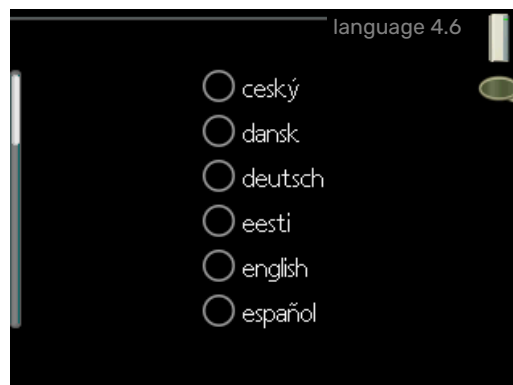 language 4.6
ceský
dansk
deutsch
eesti
english
español